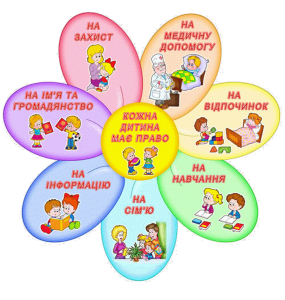 НА
ЗАХИСТ
НА
МЕДИЧНУ
ДОПОМОГУ
НА ІМ'Я ТА
ГРОМАДЯНСТВО
КОЖНА
ДИТИНА
МАЄ ПРАВО
НА
ВІДПОЧИНОК
НА
ІНФОРМАЦІЮ
НА
НАВЧАННЯ
НА
СІМ'Ю